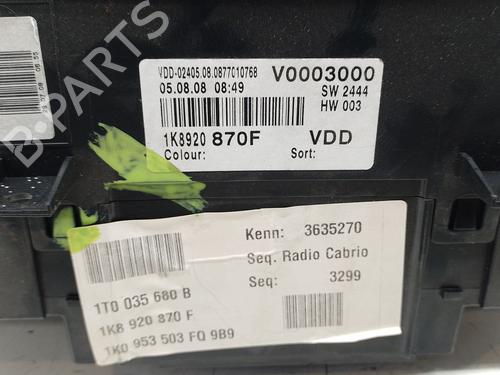 VDD-02405.08.0877010768
V0003000
05.08.08 08:49
SW 2444
HW 003
1K8920 870F
VDD
Colour:
Sort:
Kenn: 3635270
Seq. Radio Cabrio
Seq: 3299
1T0 035 680 B
1K8 920 870 F
1K0 953 503 FQ 9B9
B-PARTS